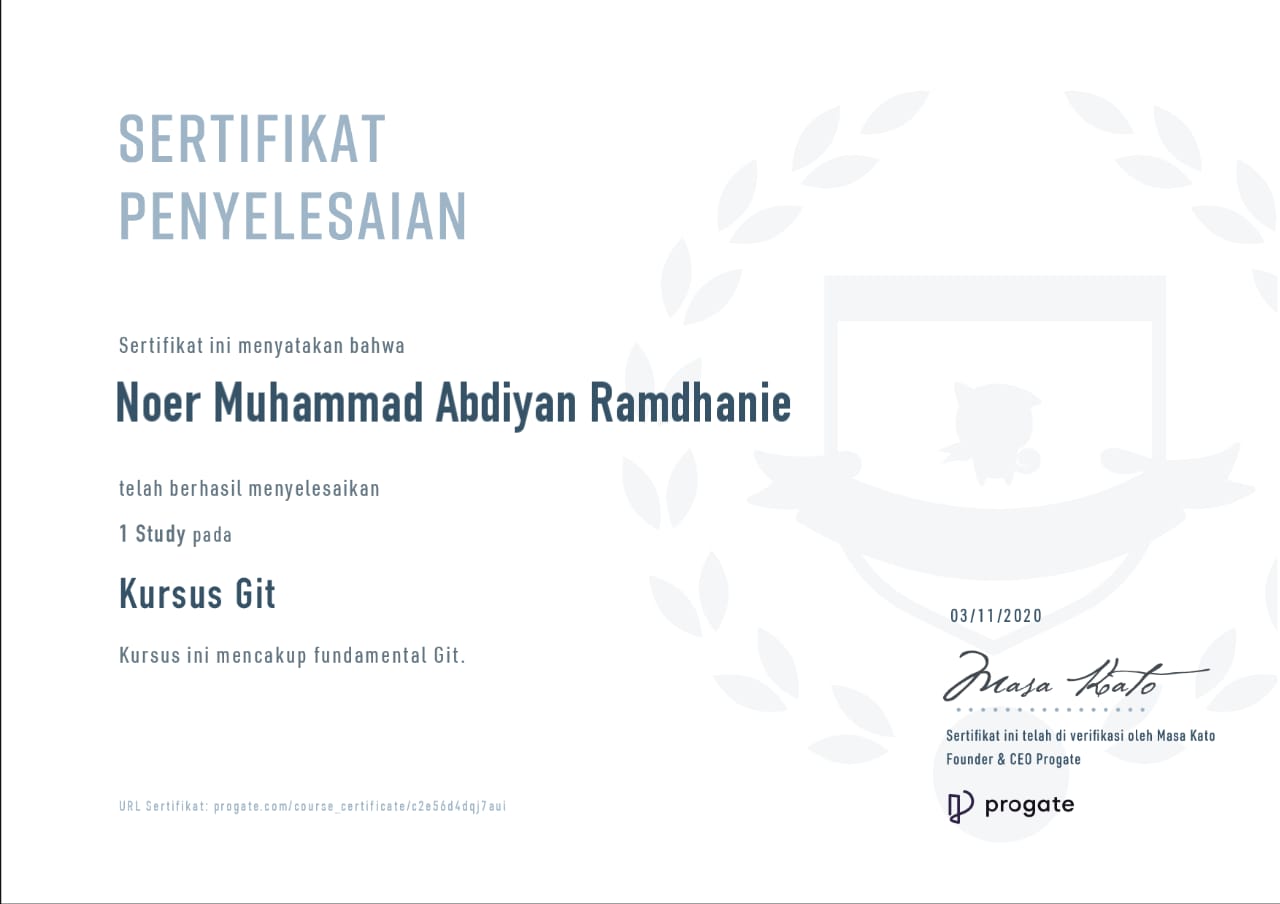 SERTIFIKAT
PENYELESAIAN
Sertifikat ini menyatakan bahwa
Noer Muhammad Abdiyan Ramdhanie
telah berhasil menyelesaikan
1 Study pada
Kursus Git
Kursus ini mencakup fundamental Git.
03/11/2020
Masa Kato
Sertifikat ini telah di verifikasi oleh Masa Kato
Founder & CEO Progate
URL Sertifikat: progate.com/course_certificate/c2e56d4dqj7aui
progate